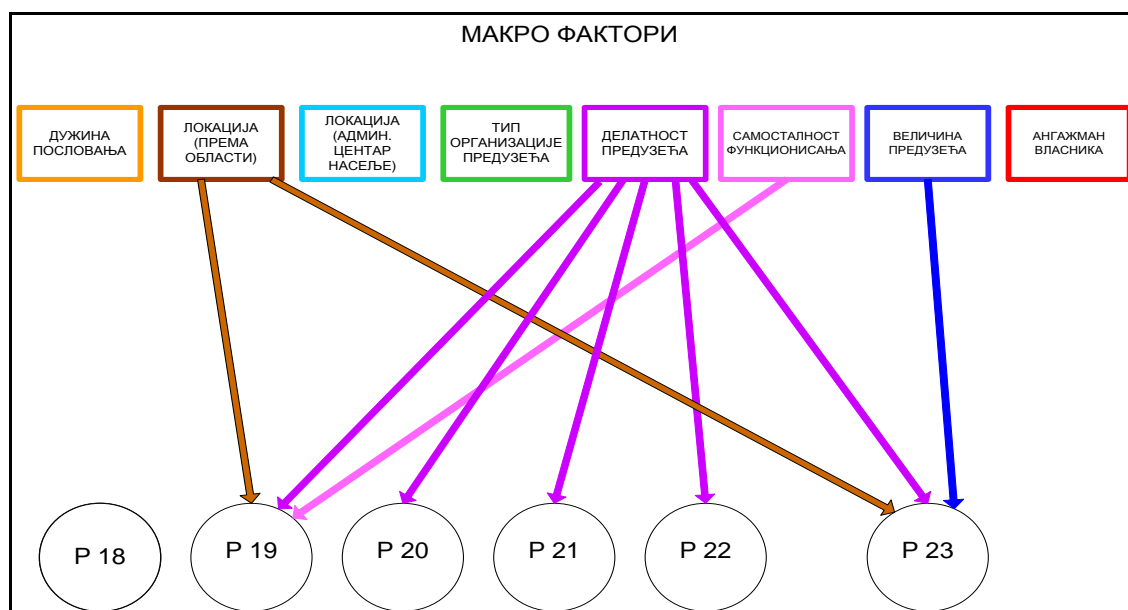 МАКРО ФАКТОРИ
ДУЖИНА
ПОСЛОВАЊА
ЛОКАЦИЈА
(ПРЕМА
ОБЛАСТИ)
ЛОКАЦИЈА
(АДМИН.
ЦЕНТАР
НАСЕЉЕ)
ТИП
ОРГАНИЗАЦИЈЕ
ПРЕДУЗЕЋА
ДЕЛАТНОСТ
ПРЕДУЗЕЋА
САМОСТАЛНОСТ
ФУНКЦИОНИСАЊА
ВЕЛИЧИНА
ПРЕДУЗЕЋА
АНГАЖМАН
ВЛАСНИКА
Р 18
Р 19
Р 20
Р 21
Р 22
Р 23